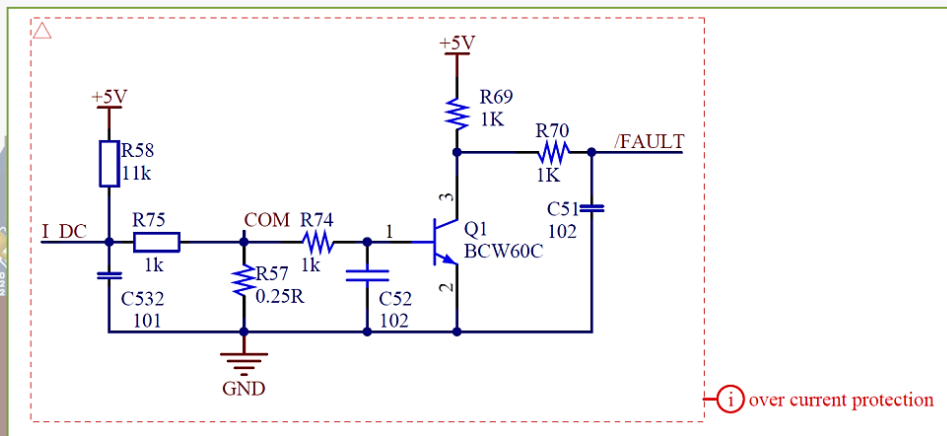 +5V
+5V
R58
11k
R69
1K
R70
1K
/FAULT
I_DC
R75
1k
COM
R74
1k
1
3
Q1
BCW60C
2
C51
102
R57
0.25R
C532
101
C52
102
GND
i
over current protection